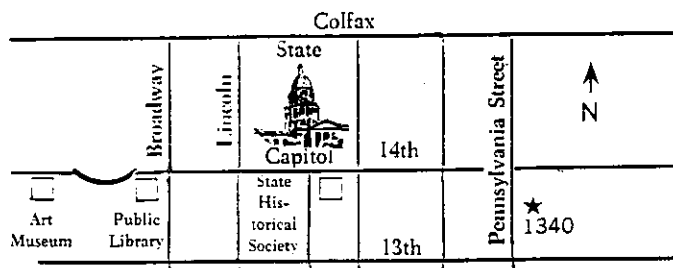 Colfax
State
Capitol
Broadway
Lincoln
14th
Pennsylvania Street
N
Art
Museum
Public
Library
State
His-
torical
Society
13th
1340